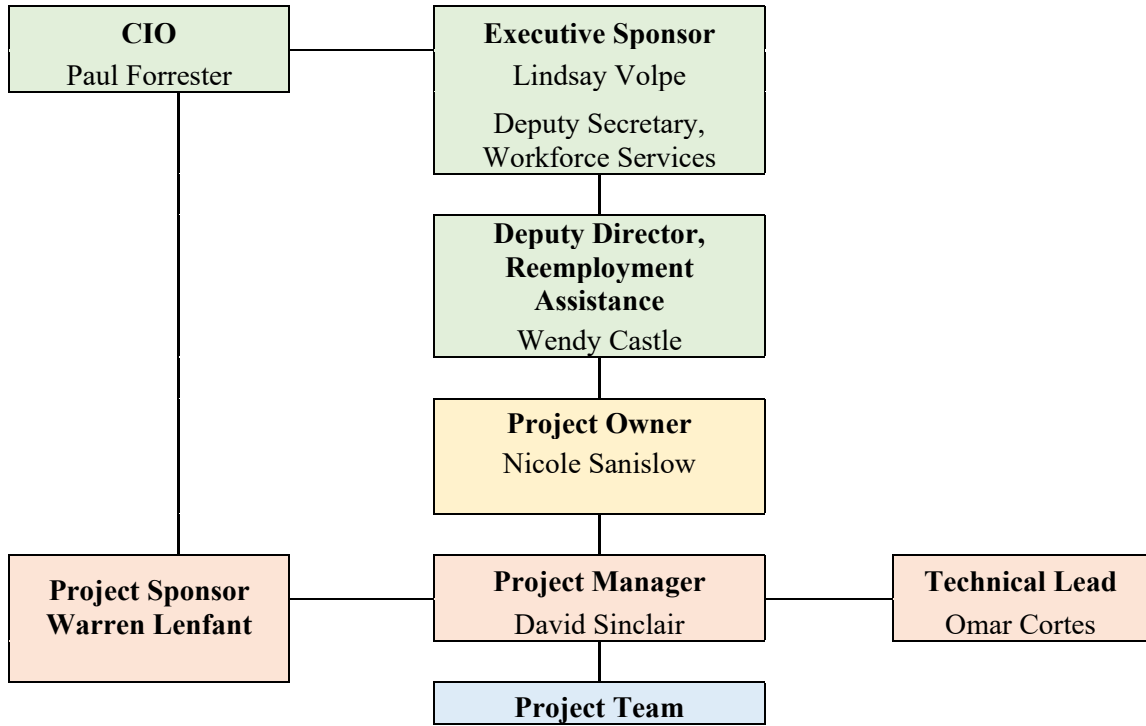 CIO
Paul Forrester
Executive Sponsor
Lindsay Volpe
Deputy Secretary,
Workforce Services
Deputy Director,
Reemployment
Assistance
Wendy Castle
Project Owner
Nicole Sanislow
Project Sponsor
Warren Lenfant
Project Manager
David Sinclair
Technical Lead
Omar Cortes
Project Team